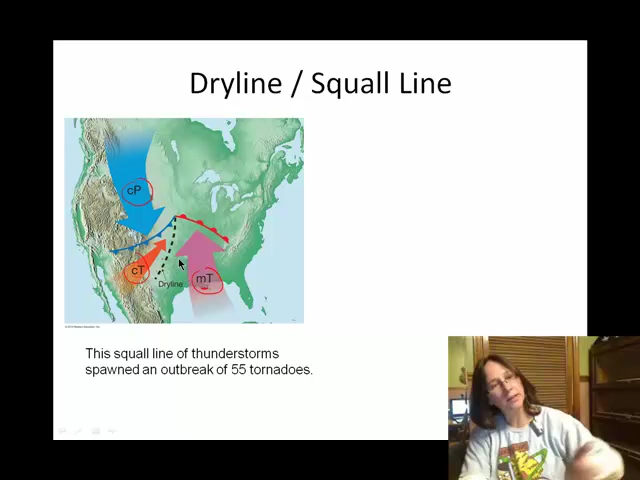 Dryline / Squall Line
cP
cT
mT
Dryline
This squall line of thunderstorms
spawned an outbreak of 55 tornadoes.